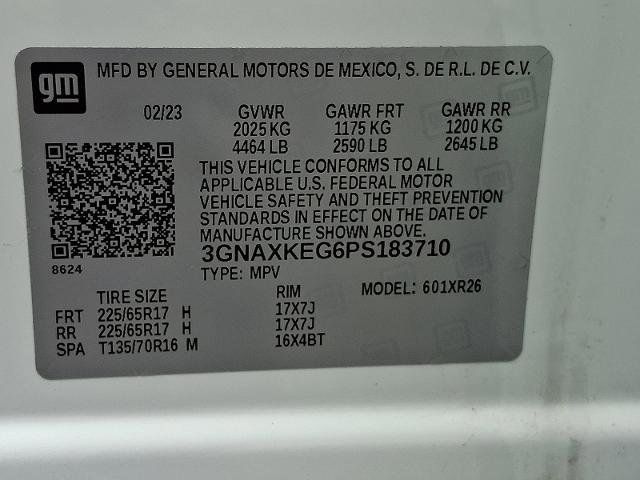 gm MFD BY GENERAL MOTORS DE MEXICO, S. DE R.L. DE C.V.
02/23 GVWR GAWR FRT GAWR RR
2025 KG 1175 KG 1200 KG
4464 LB 2590 LB 2645 LB
THIS VEHICLE CONFORMS TO ALL
APPLICABLE U.S. FEDERAL MOTOR
VEHICLE SAFETY AND THEFT PREVENTION
STANDARDS IN EFFECT ON THE DATE OF
MANUFACTURE SHOWN ABOVE.
3GNAXKEG6PS183710
8624
TYPE: MPV
TIRE SIZE RIM MODEL: 601XR26
FRT 225/65R17 H 17X7J
RR 225/65R17 H 17X7J
SPA T135/70R16 M 16X4BT